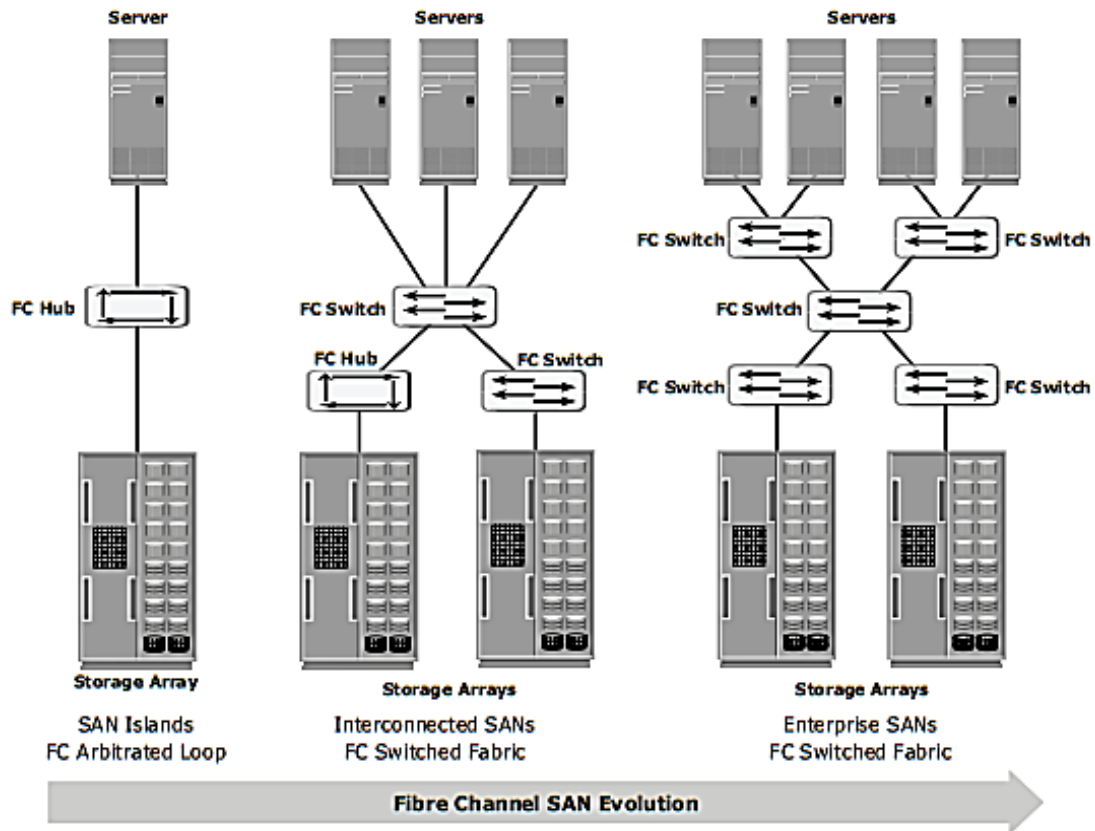 Server
Servers
Servers
FC Hub
FC Switch
FC Hub
FC Switch
FC Switch
FC Switch
FC Switch
FC Switch
FC Switch
Storage Array
Storage Arrays
Storage Arrays
SAN Islands
FC Arbitrated Loop
Interconnected SANs
FC Switched Fabric
Enterprise SANs
FC Switched Fabric
Fibre Channel SAN Evolution